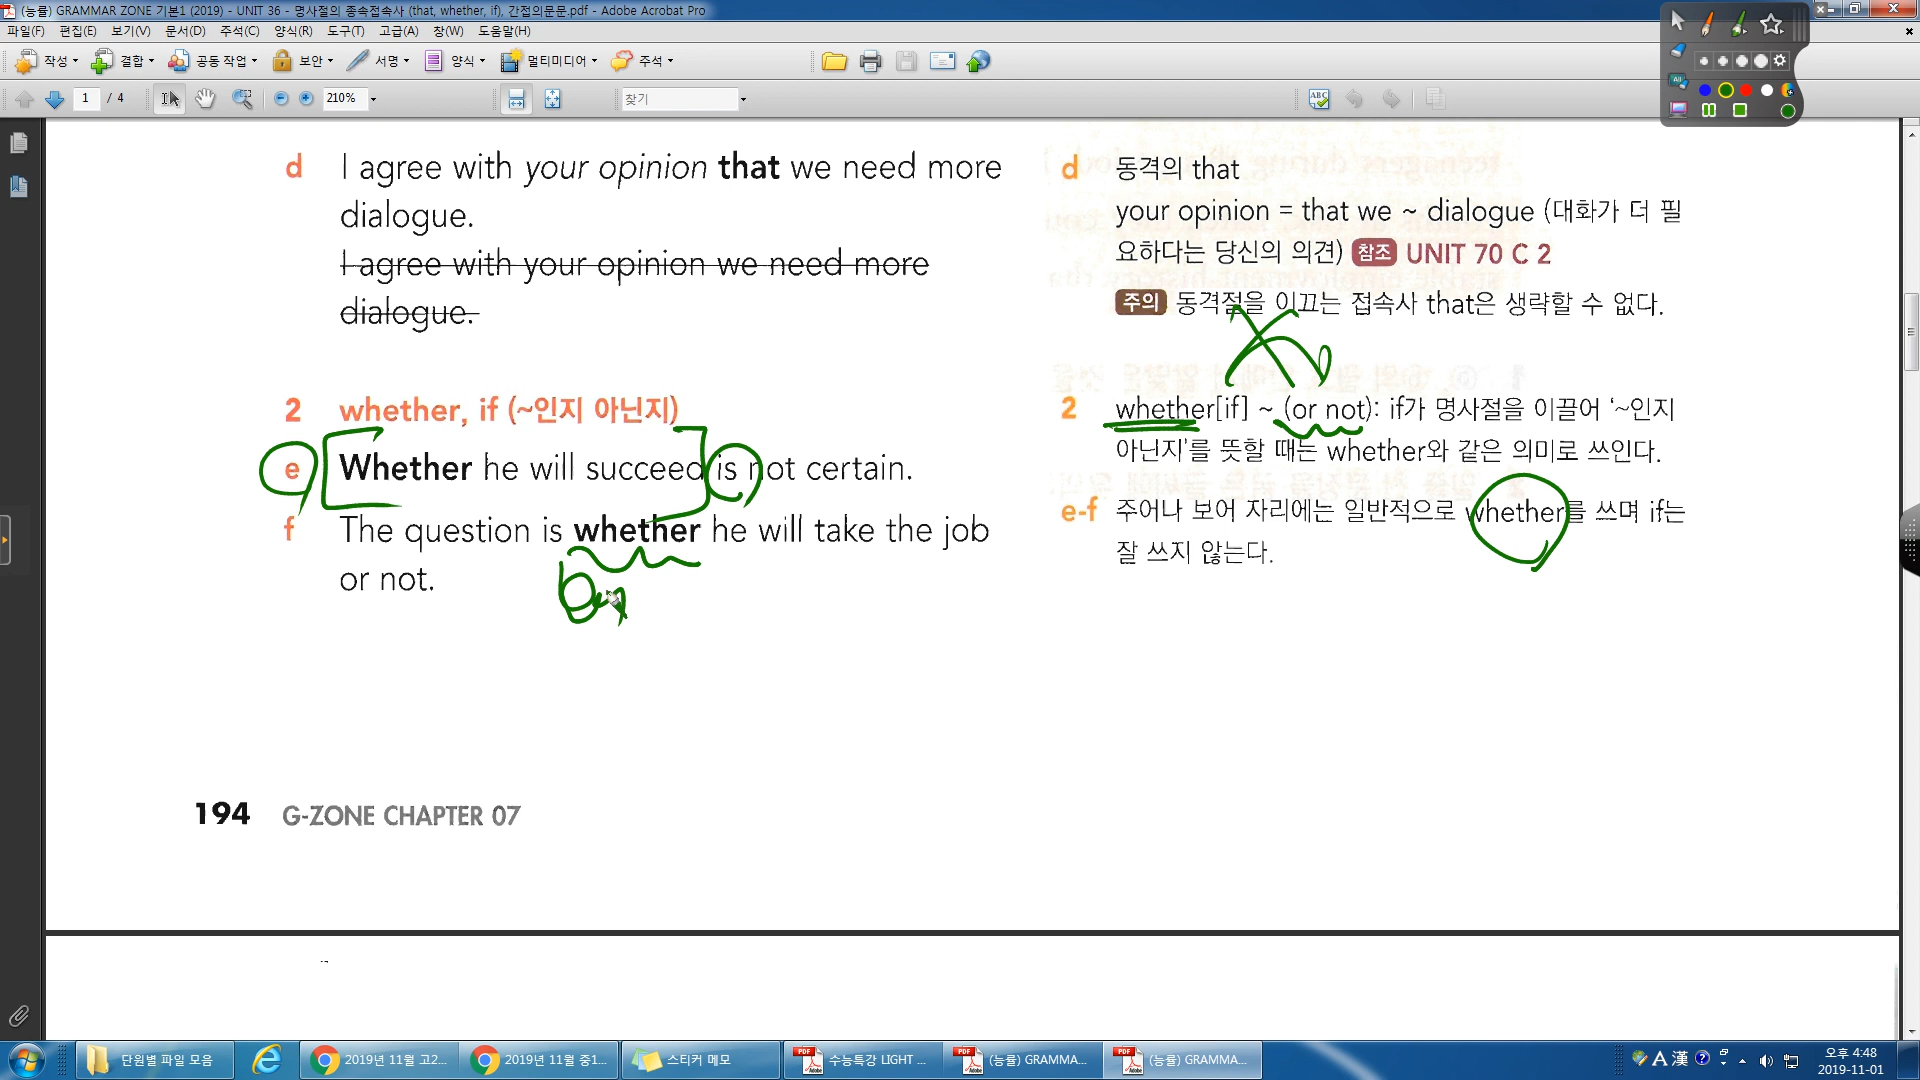 (능률) GRAMMAR ZONE 기본1 (2019) - UNIT 36 - 명사절의 종속접속사 (that, whether, if), 간접의문문.pdf - Adobe Acrobat Pro
파일(F) 편집(E) 보기(V) 문서(D) 주석(C) 양식(R) 도구(T) 고급(A) 창(W) 도움말(H)
작성 결합 공동 작업 보안 서명 양식 멀티미디어 주석
1 / 4 210% 찾기
d I agree with your opinion that we need more
dialogue.
I agree with your opinion we need more
dialogue.
2 whether, if (~인지 아닌지)
e Whether he will succeed is not certain.
f The question is whether he will take the job
or not.
194 G-ZONE CHAPTER 07
d 동격의 that
your opinion = that we ~ dialogue (대화가 더 필
요하다는 당신의 의견) 참조 UNIT 70 C 2
주의 동격절을 이끄는 접속사 that은 생략할 수 없다.
2 whether[if] ~ (or not): if가 명사절을 이끌어 ‘~인지
아닌지’를 뜻할 때는 whether와 같은 의미로 쓰인다.
e-f 주어나 보어 자리에는 일반적으로 whether를 쓰며 if는
잘 쓰지 않는다.
단원별 파일 모음 2019년 11월 고2... 2019년 11월 중1... 스티커 메모 수능특강 LIGHT ... (능률) GRAMMA... (능률) GRAMMA...
A 漢
오후 4:48
2019-11-01